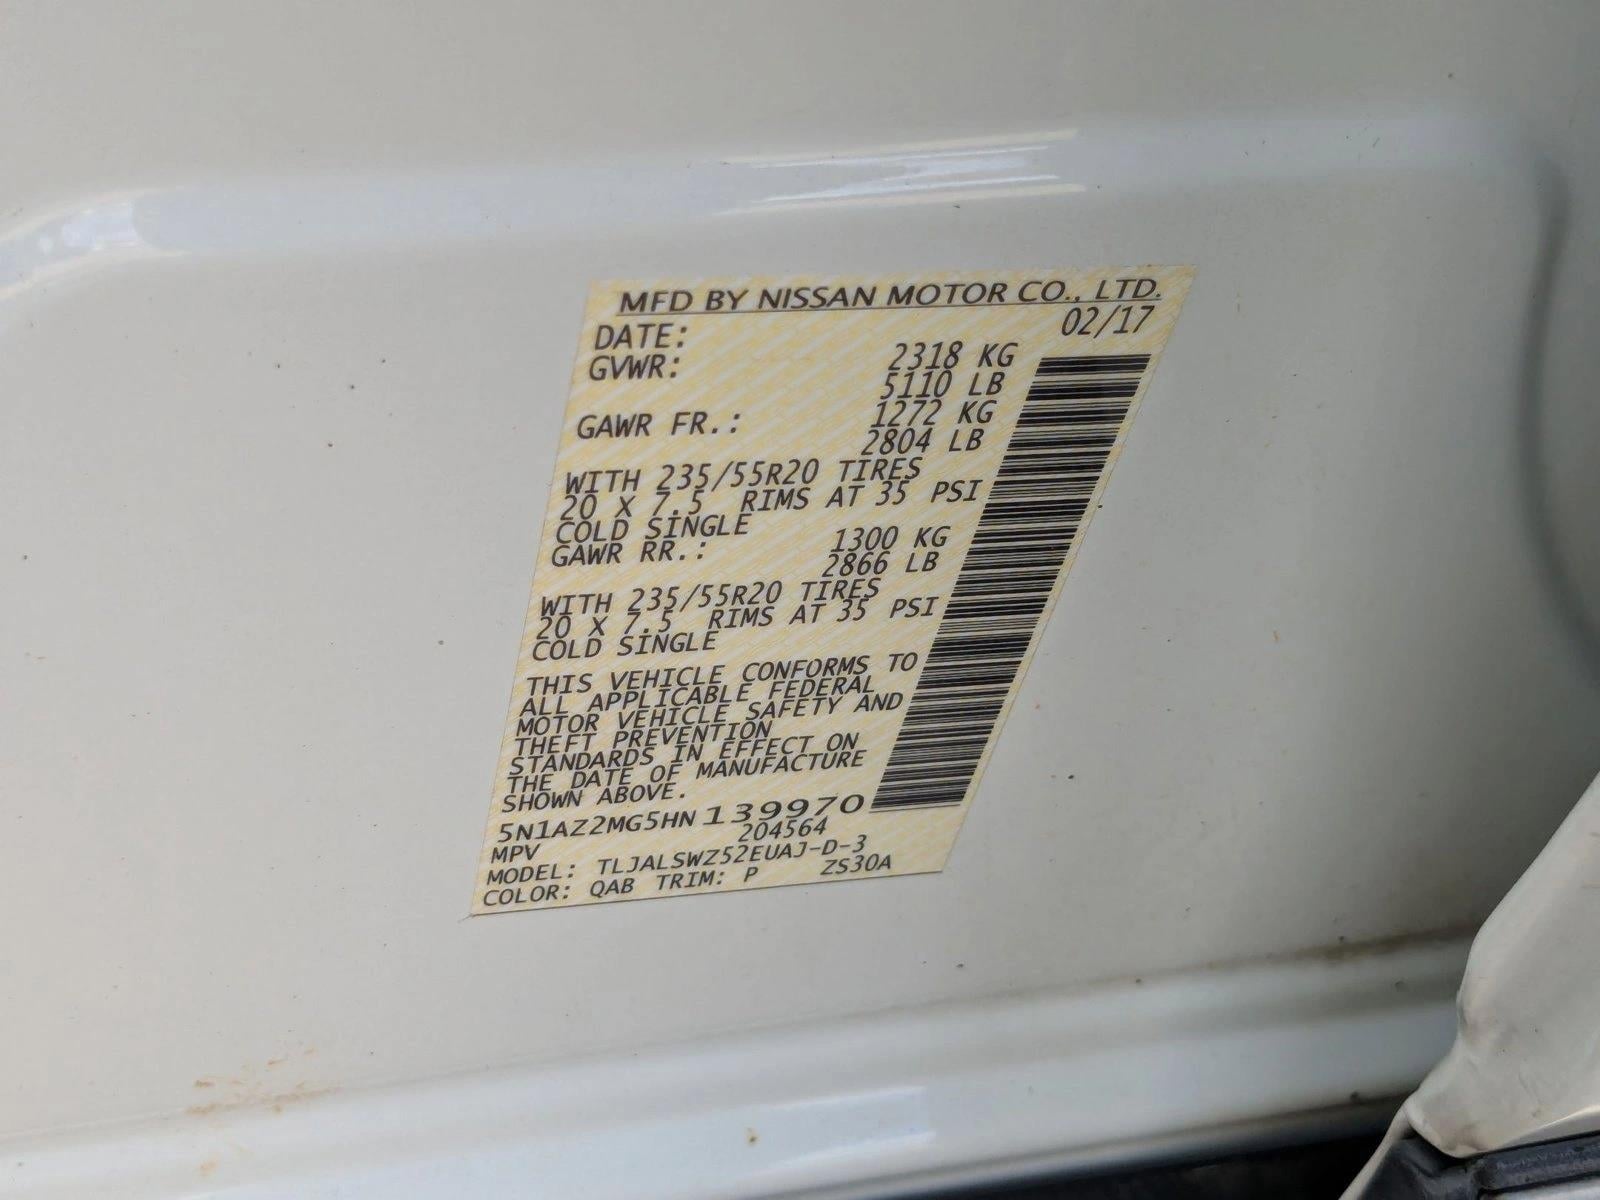 MFD BY NISSAN MOTOR CO., LTD.
DATE: 02/17
GVWR: 2318 KG
5110 LB
GAWR FR.: 1272 KG
2804 LB
WITH 235/55R20 TIRES
20 X 7.5 RIMS AT 35 PSI
COLD SINGLE
GAWR RR.: 1300 KG
2866 LB
WITH 235/55R20 TIRES
20 X 7.5 RIMS AT 35 PSI
COLD SINGLE
THIS VEHICLE CONFORMS TO
ALL APPLICABLE FEDERAL
MOTOR VEHICLE SAFETY AND
THEFT PREVENTION
STANDARDS IN EFFECT ON
THE DATE OF MANUFACTURE
SHOWN ABOVE.
5N1AZ2MG5HN139970
MPV 204564
MODEL: TLJALSWZ52EUAJ-D-3
COLOR: QAB TRIM: P ZS30A